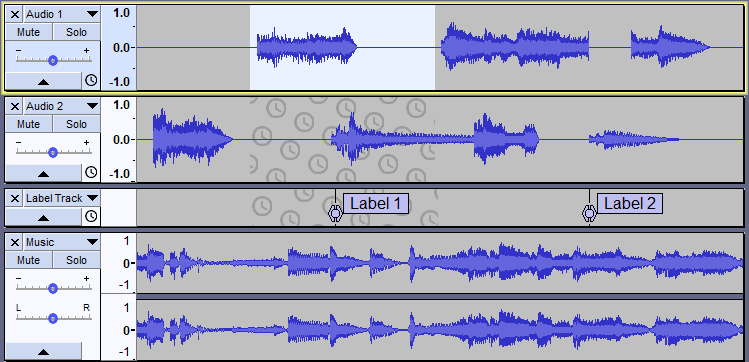 Audio 1
Mute Solo
- +
1.0
0.0-
-1.0
Audio 2
Mute Solo
- +
1.0
0.0-
-1.0
Label Track
Label 1
Label 2
Music
Mute Solo
- +
L R
1
0-
-1
1
0-
-1